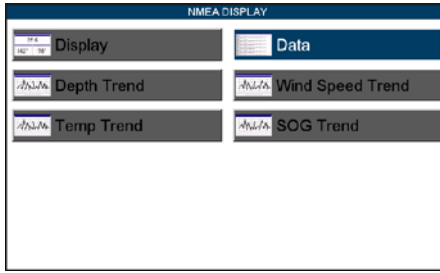 NMEA DISPLAY
Display
Data
Depth Trend
Wind Speed Trend
Temp Trend
SOG Trend